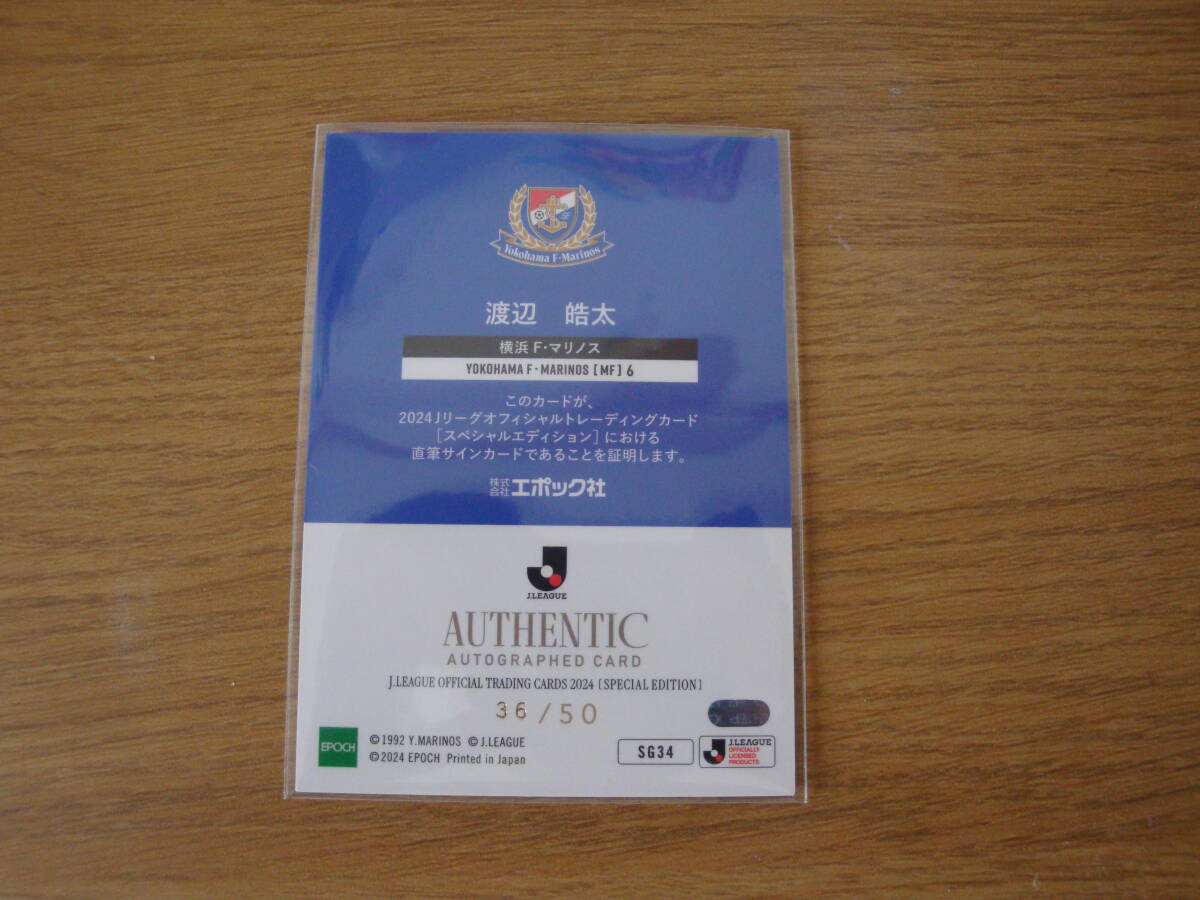 Yokohama F·Marinos
渡辺 皓太
横浜 F・マリノス
YOKOHAMA F・MARINOS [MF] 6
このカードが、
2024Jリーグオフィシャルトレーディングカード
[スペシャルエディション]における
直筆サインカードであることを証明します。
株式会社エポック社
J.LEAGUE
AUTHENTIC
AUTOGRAPHED CARD
J.LEAGUE OFFICIAL TRADING CARDS 2024 [SPECIAL EDITION]
36/50
EPOCH
©1992 Y.MARINOS ©J.LEAGUE
©2024 EPOCH Printed in Japan
SG34
J.LEAGUE
OFFICIALLY
LICENSED
PRODUCTS